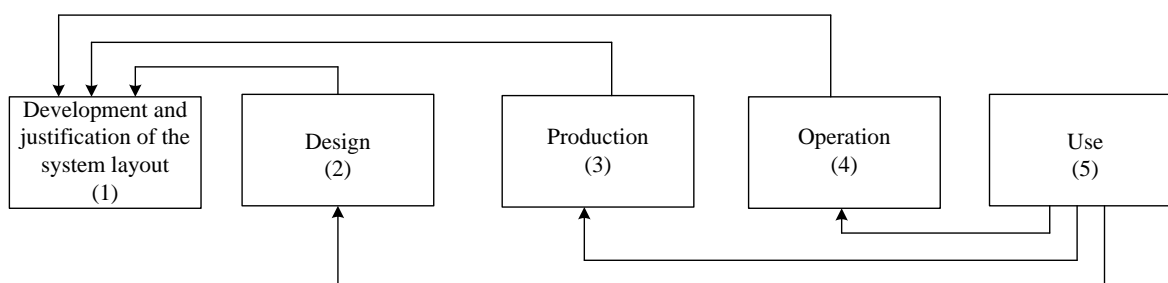 Development and
justification of the
system layout
(1)
Design
(2)
Production
(3)
Operation
(4)
Use
(5)